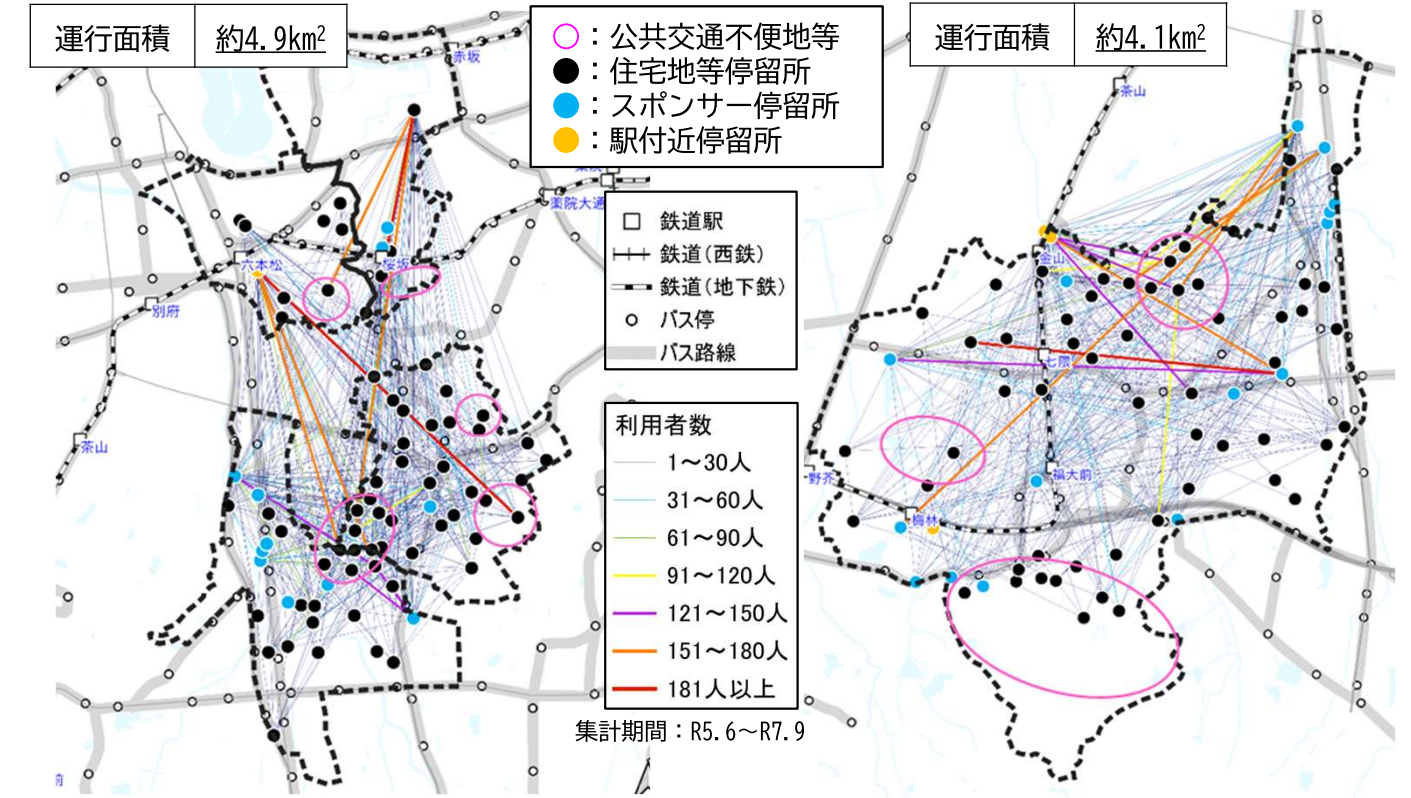 運行面積 約4.9km²
○：公共交通不便地等
●：住宅地等停留所
●：スポンサー停留所
●：駅付近停留所
運行面積 約4.1km²
赤坂
薬院大通
六本松
桜坂
別府
茶山
前
鉄道駅
鉄道(西鉄)
鉄道(地下鉄)
バス停
バス路線
利用者数
1～30人
31～60人
61～90人
91～120人
121～150人
151～180人
181人以上
集計期間：R5.6～R7.9
茶山
金山
七隈
福大前
野芥
梅林